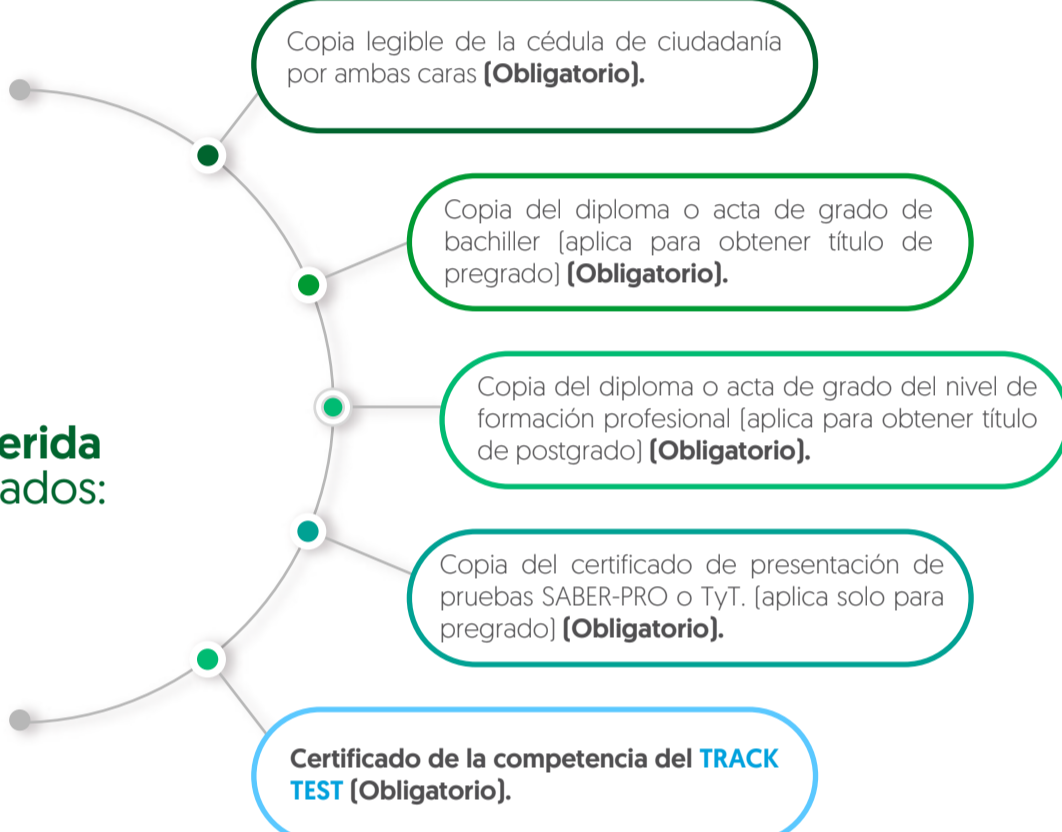 Copia legible de la cédula de ciudadanía
por ambas caras (Obligatorio).
Copia del diploma o acta de grado de
bachiller (aplica para obtener título de
pregrado) (Obligatorio).
erida
ados:
Copia del diploma o acta de grado del nivel de
formación profesional (aplica para obtener título
de postgrado) (Obligatorio).
Copia del certificado de presentación de
pruebas SABER-PRO o TyT. (aplica solo para
pregrado) (Obligatorio).
Certificado de la competencia del TRACK
TEST (Obligatorio).